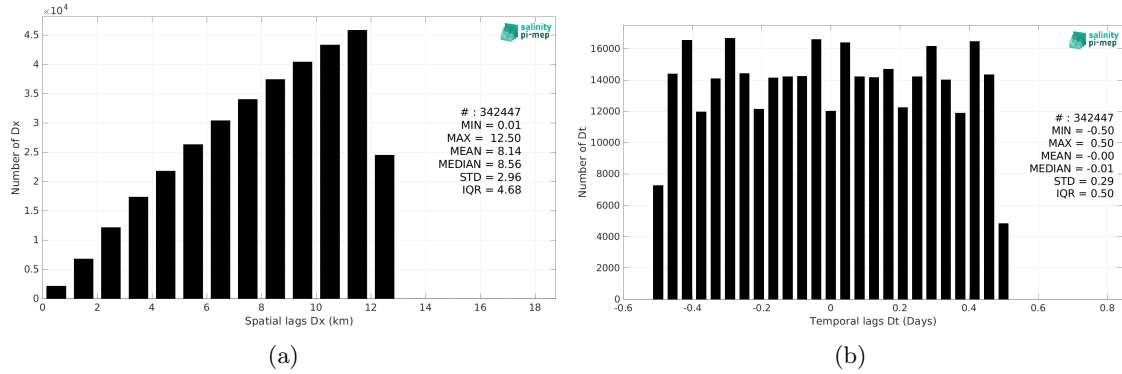 ×10⁴
4.5
4
3.5
3
2.5
2
1.5
1
0.5
0
Number of Dx
0 2 4 6 8 10 12 14 16 18
Spatial lags Dx (km)
salinity
pi-mep
# : 342447
MIN = 0.01
MAX = 12.50
MEAN = 8.14
MEDIAN = 8.56
STD = 2.96
IQR = 4.68
(a)
16000
14000
12000
10000
8000
6000
4000
2000
0
Number of Dt
-0.6 -0.4 -0.2 0 0.2 0.4 0.6 0.8
Temporal lags Dt (Days)
salinity
pi-mep
# : 342447
MIN = -0.50
MAX = 0.50
MEAN = -0.00
MEDIAN = -0.01
STD = 0.29
IQR = 0.50
(b)